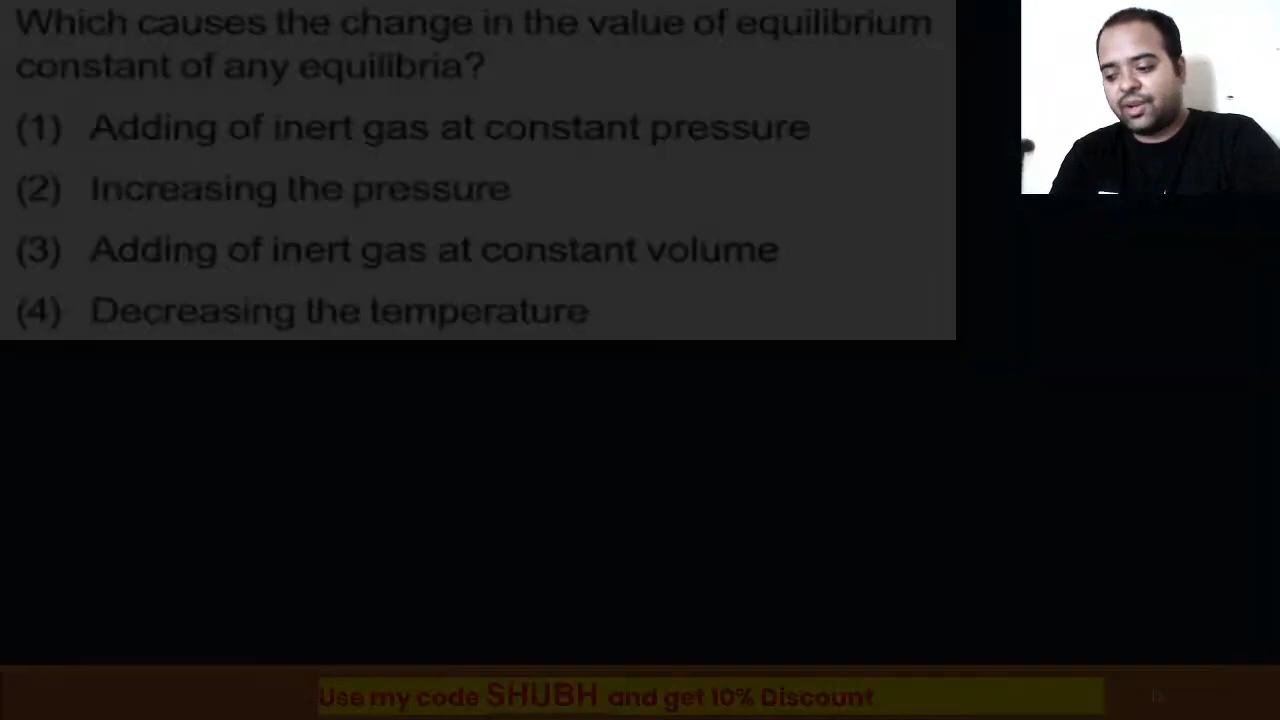 Which causes the change in the value of equilibrium
constant of any equilibria?
(1) Adding of inert gas at constant pressure
(2) Increasing the pressure
(3) Adding of inert gas at constant volume
(4) Decreasing the temperature
Use my code SHUBH and get 10% Discount